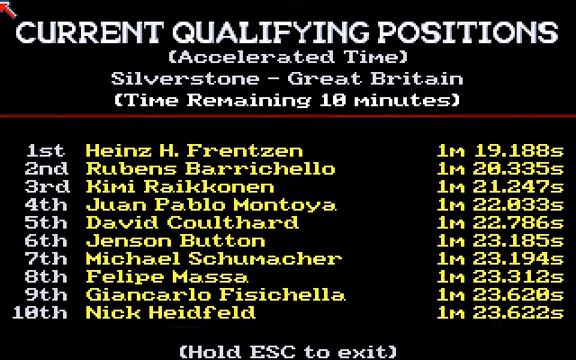 CURRENT QUALIFYING POSITIONS
(Accelerated Time)
Silverstone - Great Britain
(Time Remaining 10 minutes)
1st Heinz H. Frentzen 1m 19.188s
2nd Rubens Barrichello 1m 20.335s
3rd Kimi Raikkonen 1m 21.247s
4th Juan Pablo Montoya 1m 22.033s
5th David Coulthard 1m 22.786s
6th Jenson Button 1m 23.185s
7th Michael Schumacher 1m 23.194s
8th Felipe Massa 1m 23.312s
9th Giancarlo Fisichella 1m 23.620s
10th Nick Heidfeld 1m 23.622s
(Hold ESC to exit)